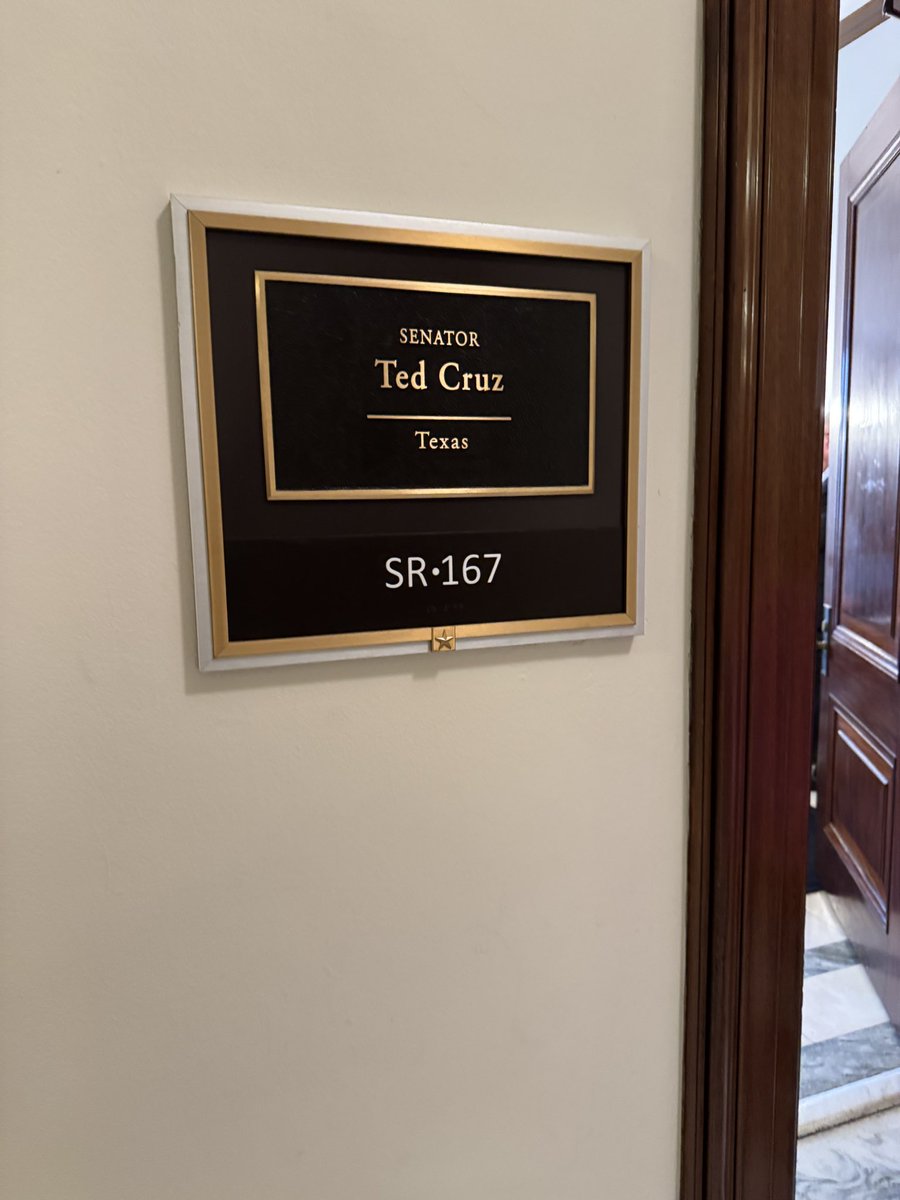 SENATOR
Ted Cruz
Texas
SR•167